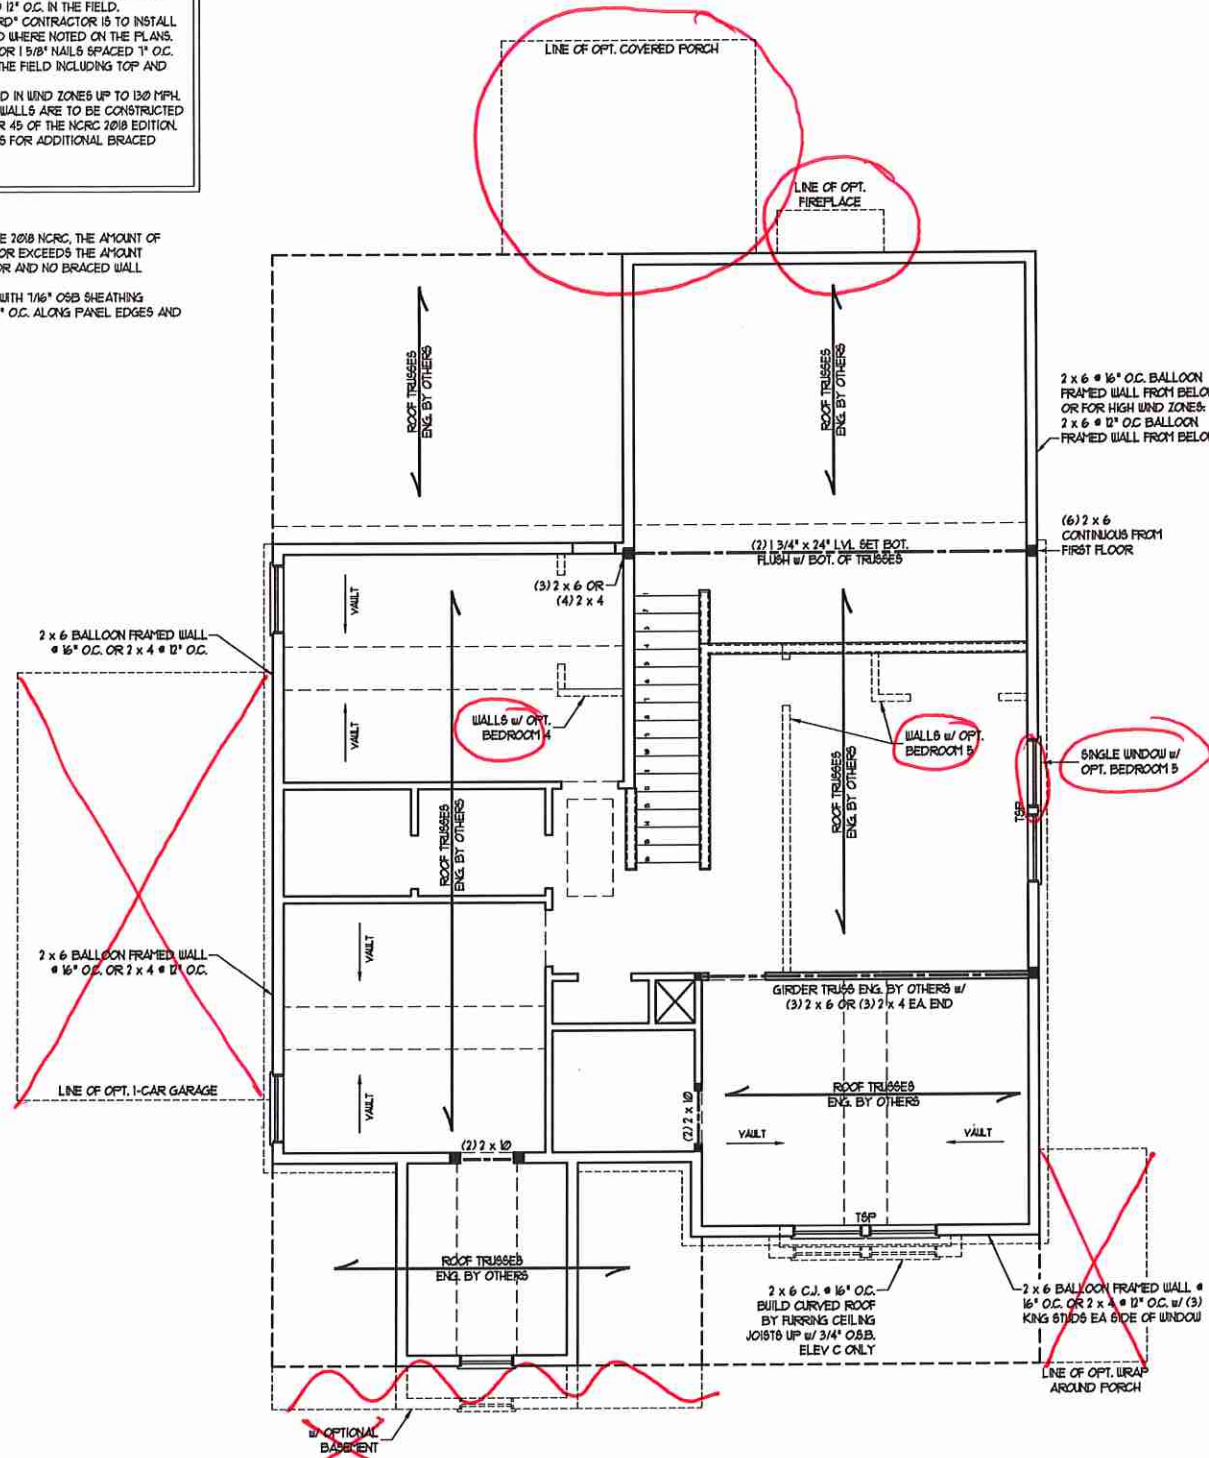 D 12" O.C. IN THE FIELD.
RD" CONTRACTOR IS TO INSTALL
D WHERE NOTED ON THE PLANS.
OR 1 5/8" NAILS SPACED 7" O.C.
THE FIELD INCLUDING TOP AND
D IN WIND ZONES UP TO 130 MPH.
WALLS ARE TO BE CONSTRUCTED
R 45 OF THE NCRC 2018 EDITION.
S FOR ADDITIONAL BRACED
E 2018 NCRC, THE AMOUNT OF
OR EXCEEDS THE AMOUNT
OR AND NO BRACED WALL
WITH 7/16" OSB SHEATHING
" O.C. ALONG PANEL EDGES AND
LINE OF OPT. COVERED PORCH
LINE OF OPT.
FIREPLACE
ROOF TRUSSES
ENG. BY OTHERS
ROOF TRUSSES
ENG. BY OTHERS
2 x 6 @ 16" O.C. BALLOON
FRAMED WALL FROM BELO
OR FOR HIGH WIND ZONES:
2 x 6 @ 12" O.C BALLOON
FRAMED WALL FROM BELO
(6) 2 x 6
CONTINUOUS FROM
FIRST FLOOR
(2) 1 3/4" x 24" LVL SET BOT.
FLUSH w/ BOT. OF TRUSSES
(3) 2 x 6 OR
(4) 2 x 4
VAULT
2 x 6 BALLOON FRAMED WALL
@ 16" O.C. OR 2 x 4 @ 12" O.C.
VAULT
WALLS w/ OPT.
BEDROOM 4
WALLS w/ OPT.
BEDROOM 5
SINGLE WINDOW w/
OPT. BEDROOM 5
TSP
ROOF TRUSSES
ENG. BY OTHERS
ROOF TRUSSES
ENG. BY OTHERS
2 x 6 BALLOON FRAMED WALL
@ 16" O.C. OR 2 x 4 @ 12" O.C.
VAULT
GIRDER TRUSS ENG. BY OTHERS w/
(3) 2 x 6 OR (3) 2 x 4 EA. END
LINE OF OPT. 1-CAR GARAGE
VAULT
ROOF TRUSSES
ENG. BY OTHERS
(2) 2 x 10
VAULT
VAULT
(2) 2 x 10
TSP
ROOF TRUSSES
ENG. BY OTHERS
2 x 6 C.J. @ 16" O.C.
BUILD CURVED ROOF
BY FURRING CEILING
JOISTS UP w/ 3/4" O.S.B.
ELEV C ONLY
2 x 6 BALLOON FRAMED WALL @
16" O.C. OR 2 x 4 @ 12" O.C. w/ (3)
KING STUDS EA SIDE OF WINDOW
LINE OF OPT. WRAP
AROUND PORCH
w/ OPTIONAL
BASEMENT